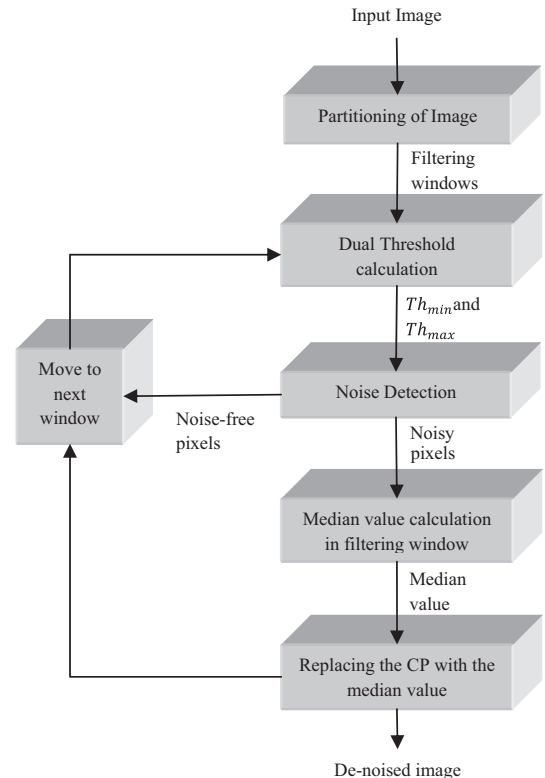 Input Image
Partitioning of Image
Filtering
windows
Dual Threshold
calculation
Th_min and
Th_max
Move to
next
window
Noise Detection
Noise-free
pixels
Noisy
pixels
Median value calculation
in filtering window
Median
value
Replacing the CP with the
median value
De-noised image